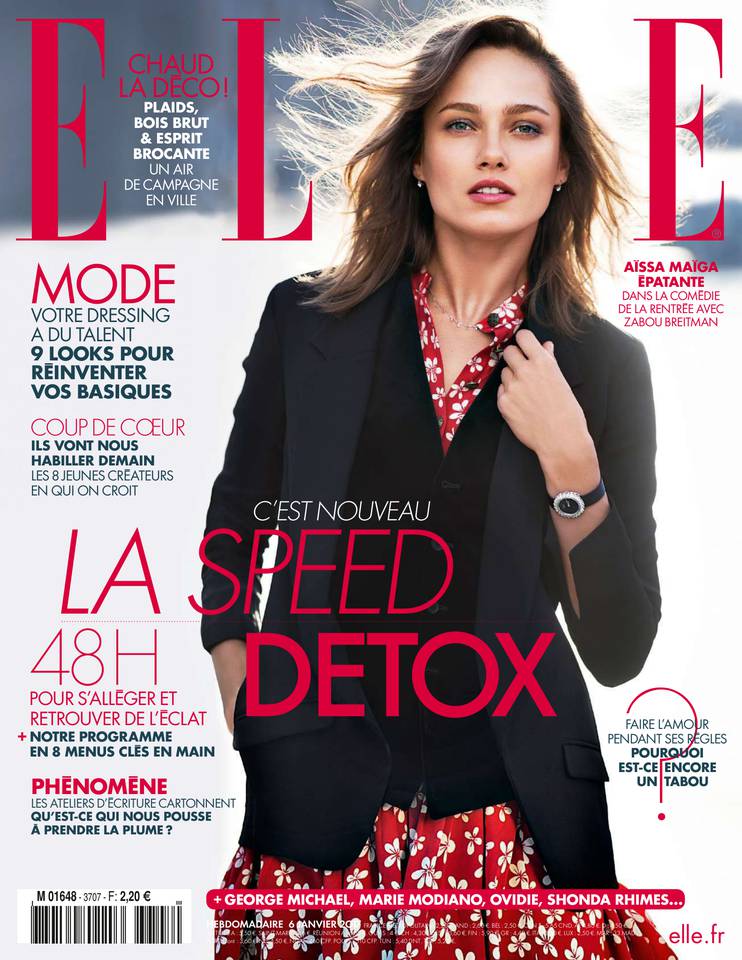 ELLE
CHAUD
LA DÉCO!
PLAIDS,
BOIS BRUT
& ESPRIT
BROCANTE
UN AIR
DE CAMPAGNE
EN VILLE
MODE
VOTRE DRESSING
A DU TALENT
9 LOOKS POUR
RÉINVENTER
VOS BASIQUES
COUP DE CŒUR
ILS VONT NOUS
HABILLER DEMAIN
LES 8 JEUNES CRÉATEURS
EN QUI ON CROIT
AÏSSA MAÏGA
ÉPATANTE
DANS LA COMÉDIE
DE LA RENTRÉE AVEC
ZABOU BREITMAN
C'EST NOUVEAU
LA SPEED
DETOX
48H
POUR S'ALLÉGER ET
RETROUVER DE L'ÉCLAT
+ NOTRE PROGRAMME
EN 8 MENUS CLÉS EN MAIN
PHÉNOMÉNE
LES ATELIERS D'ÉCRITURE CARTONNENT
QU'EST-CE QUI NOUS POUSSE
À PRENDRE LA PLUME ?
FAIRE L'AMOUR
PENDANT SES RÈGLES
POURQUOI
EST-CE ENCORE
UN TABOU
?
M 01648 - 3707 - F: 2,20 €
+ GEORGE MICHAEL, MARIE MODIANO, OVIDIE, SHONDA RHIMES...
HEBDOMADAIRE 6 JANVIER
elle.fr